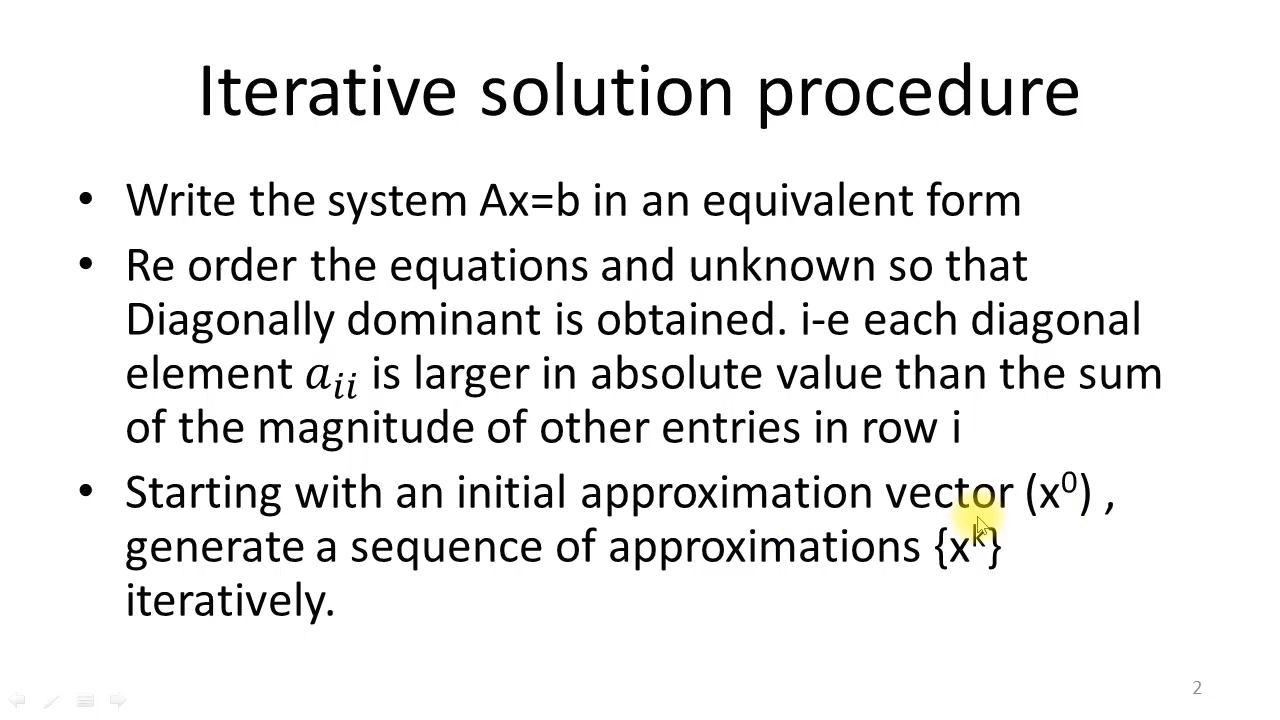 Iterative solution procedure
• Write the system Ax=b in an equivalent form
• Re order the equations and unknown so that
Diagonally dominant is obtained. i-e each diagonal
element 𝑎ᵢᵢ is larger in absolute value than the sum
of the magnitude of other entries in row i
• Starting with an initial approximation vector (x⁰) ,
generate a sequence of approximations {xᵏ}
iteratively.
2